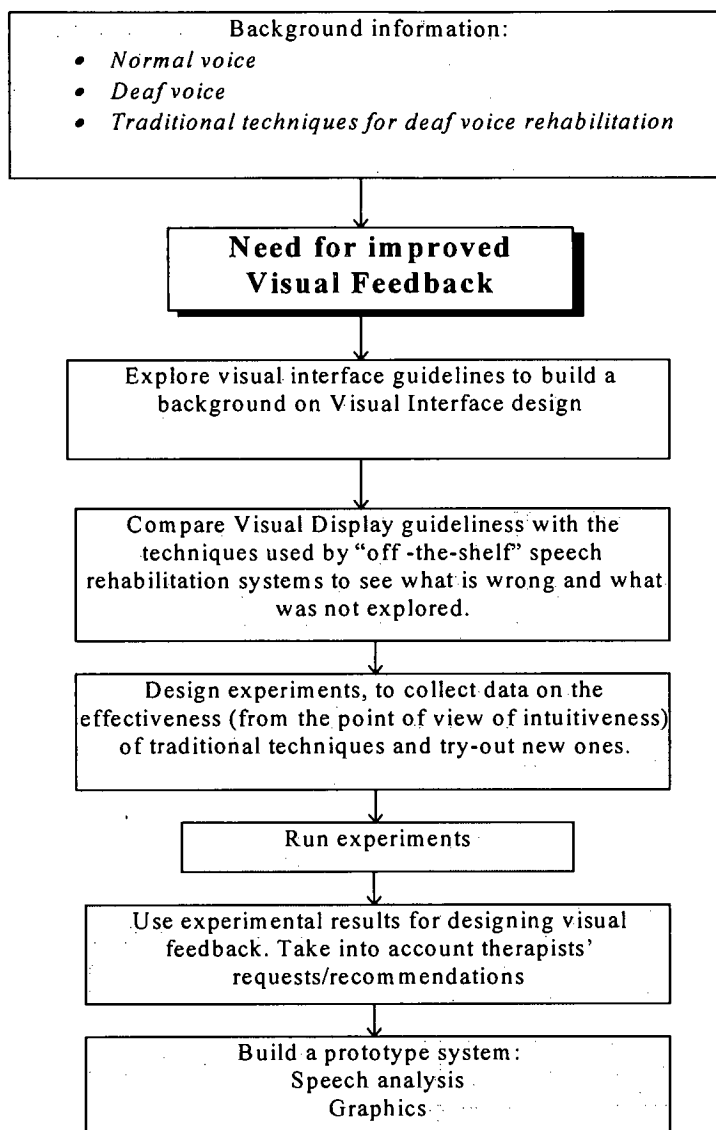 Background information:
• Normal voice
• Deaf voice
• Traditional techniques for deaf voice rehabilitation
Need for improved
Visual Feedback
Explore visual interface guidelines to build a
background on Visual Interface design
Compare Visual Display guideliness with the
techniques used by “off -the-shelf” speech
rehabilitation systems to see what is wrong and what
was not explored.
Design experiments, to collect data on the
effectiveness (from the point of view of intuitiveness)
of traditional techniques and try-out new ones.
Run experiments
Use experimental results for designing visual
feedback. Take into account therapists’
requests/recommendations
Build a prototype system:
Speech analysis
Graphics